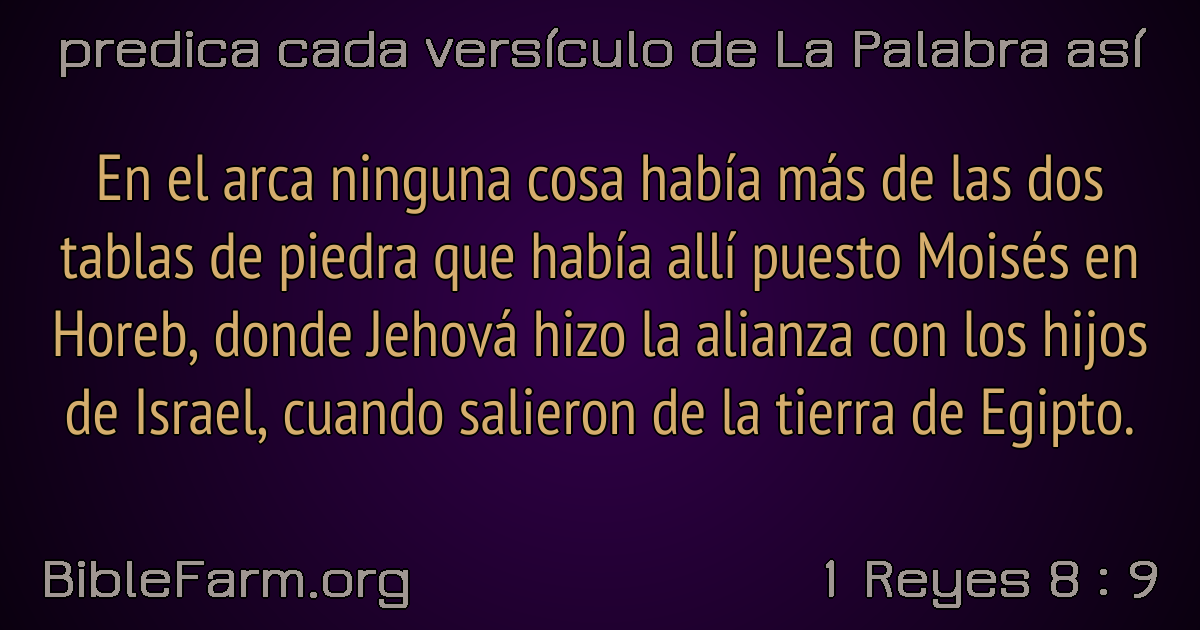 predica cada versículo de La Palabra así
En el arca ninguna cosa había más de las dos
tablas de piedra que había allí puesto Moisés en
Horeb, donde Jehová hizo la alianza con los hijos
de Israel, cuando salieron de la tierra de Egipto.
BibleFarm.org
1 Reyes 8 : 9